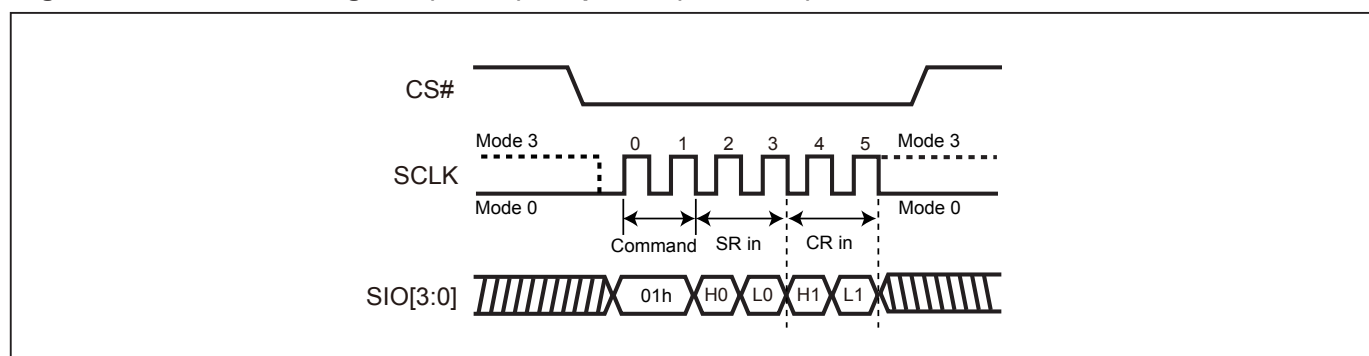 CS#
Mode 3 0 1 2 3 4 5 Mode 3
SCLK
Mode 0 Mode 0
Command SR in CR in
SIO[3:0] 01h H0 L0 H1 L1